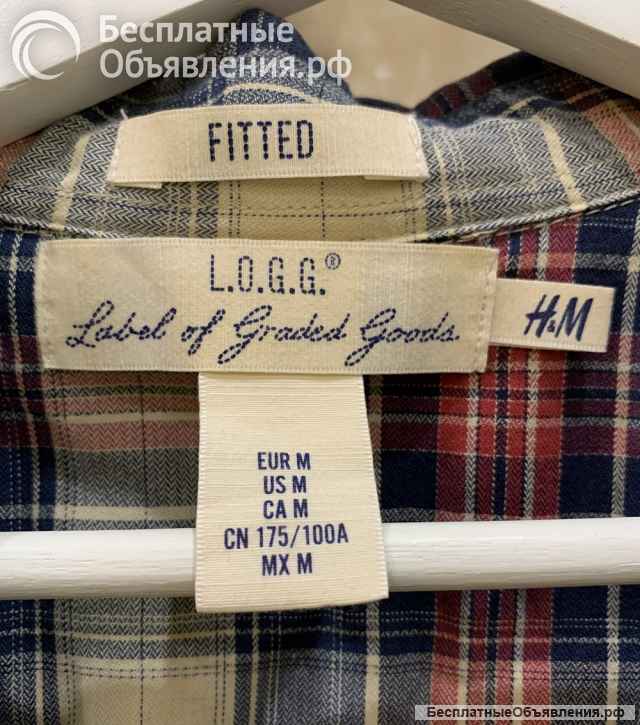 Бесплатные
Объявления.рф
FITTED
L.O.G.G.®
Label of Graded Goods.
H&M
EUR M
US M
CA M
CN 175/100A
MX M
БесплатныеОбъявления.рф